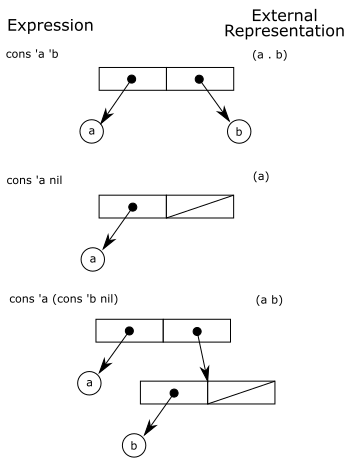 Expression
External
Representation
cons 'a 'b
(a . b)
a
b
cons 'a nil
(a)
a
cons 'a (cons 'b nil)
(a b)
a
b